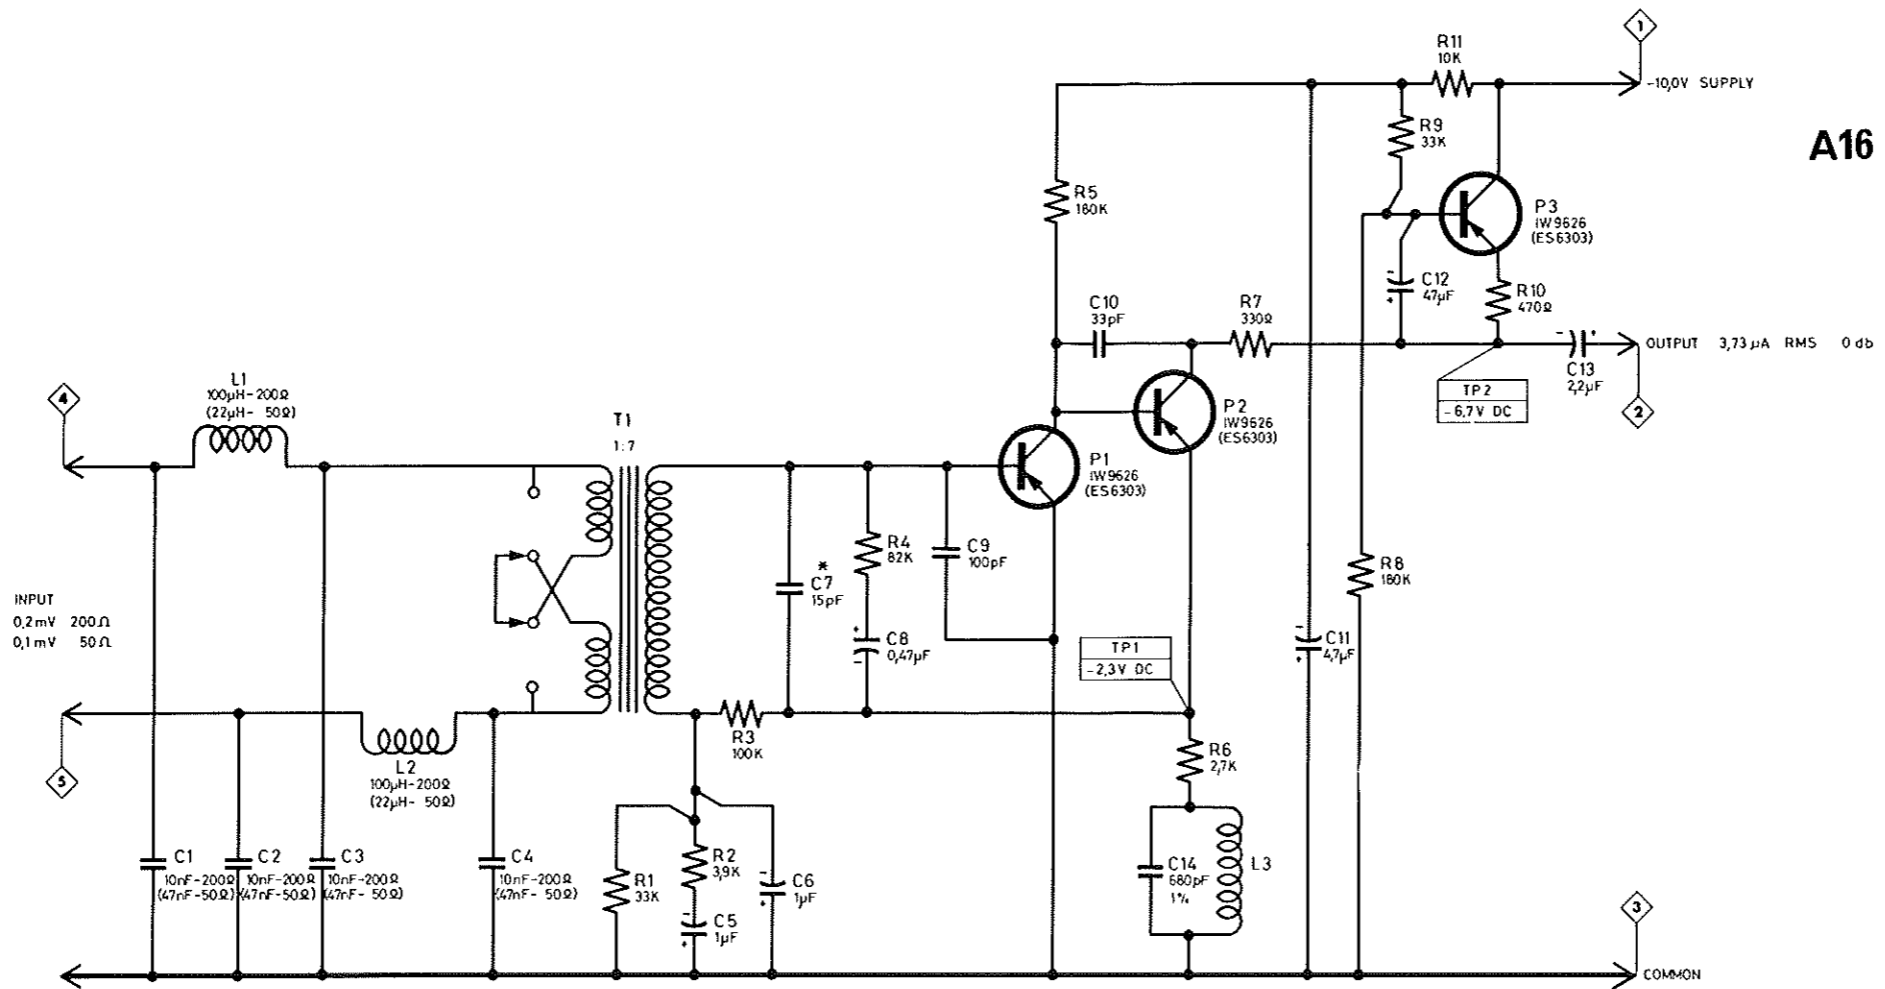 1
R11
10K
-10,0V SUPPLY
A16
R9
33K
R5
180K
P3
IW9626
(ES6303)
C12
47µF
R10
470Ω
C10
33pF
R7
330Ω
OUTPUT 3,73 µA RMS 0 db
C13
2,2µF
2
TP2
-6,7V DC
P2
IW9626
(ES6303)
4
L1
100µH-200Ω
(22µH- 50Ω)
T1
1:7
P1
IW9626
(ES6303)
R4
82K
C9
100pF
*
C7
15pF
R8
180K
INPUT
0,2mV 200Ω
0,1mV 50Ω
C8
0,47µF
TP1
-2,3V DC
C11
4,7µF
5
L2
100µH-200Ω
(22µH- 50Ω)
R3
100K
R6
2,7K
C1
10nF-200Ω
(47nF-50Ω)
C2
10nF-200Ω
(47nF-50Ω)
C3
10nF-200Ω
(47nF- 50Ω)
C4
10nF-200Ω
(47nF- 50Ω)
R1
33K
R2
3,9K
C6
1µF
C5
1µF
C14
680pF
1%
L3
3
COMMON